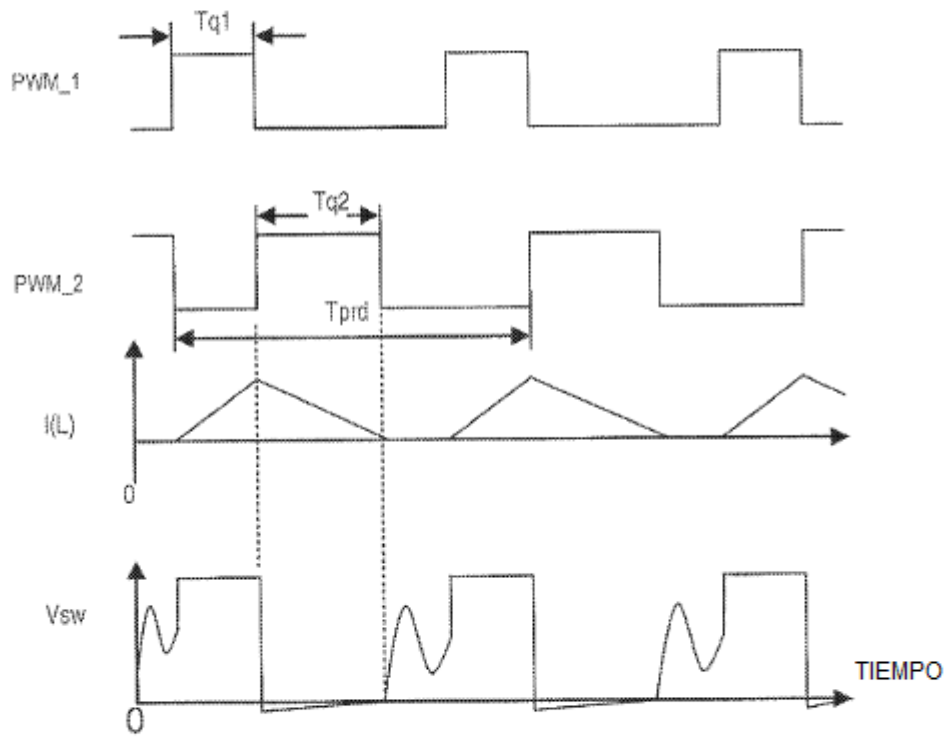 Tq1
PWM_1
Tq2
PWM_2
Tprd
I(L)
0
Vsw
TIEMPO
0